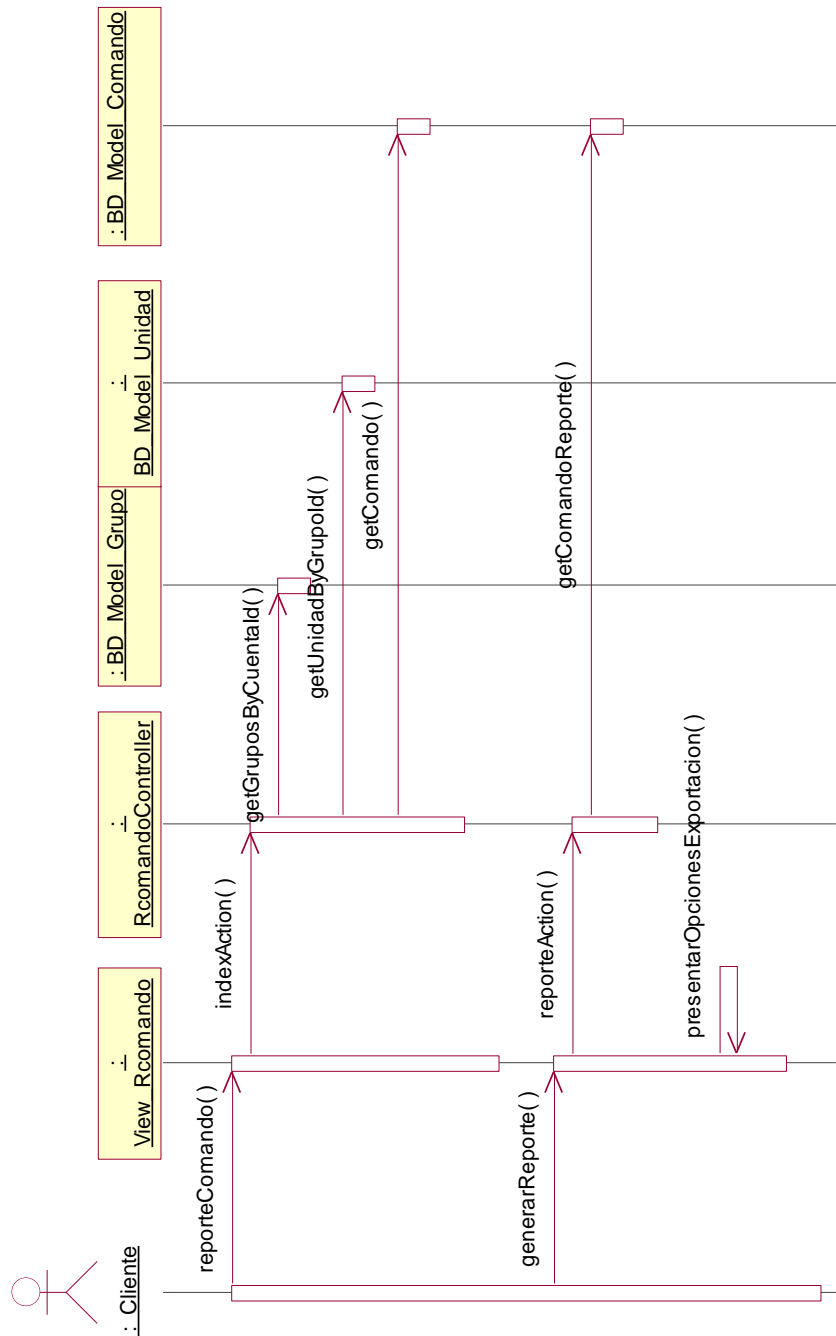 : Cliente
:
View_Rcomando
:
RcomandoController
: BD_Model_Grupo
:
BD_Model_Unidad
: BD_Model_Comando
reporteComando( )
indexAction( )
getGruposByCuentaId( )
getUnidadByGrupoId( )
getComando( )
generarReporte( )
reporteAction( )
getComandoReporte( )
presentarOpcionesExportacion( )